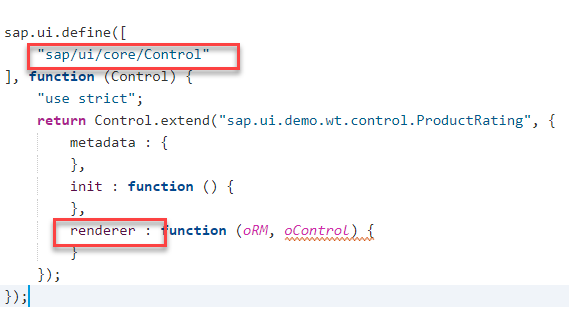 sap.ui.define([
"sap/ui/core/Control"
], function (Control) {
"use strict";
return Control.extend("sap.ui.demo.wt.control.ProductRating", {
metadata : {
},
init : function () {
},
renderer : function (oRM, oControl) {
}
});
});